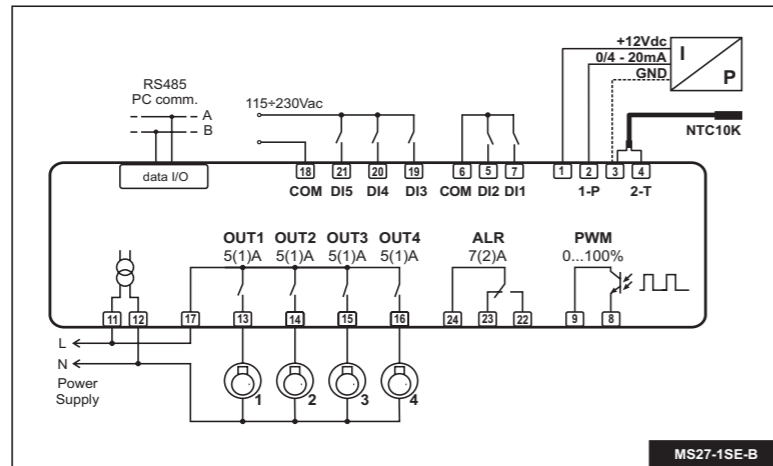 +12Vdc
0/4 - 20mA
GND
I
P
RS485
PC comm.
A
B
115÷230Vac
NTC10K
data I/O
18 21 20 19 6 5 7 1 2 3 4
COM DI5 DI4 DI3 COM DI2 DI1 1-P 2-T
OUT1 OUT2 OUT3 OUT4 ALR PWM
5(1)A 5(1)A 5(1)A 5(1)A 7(2)A 0...100%
11 12 17 13 14 15 16 24 23 22 9 8
L
N
Power
Supply
1 2 3 4
MS27-1SE-B